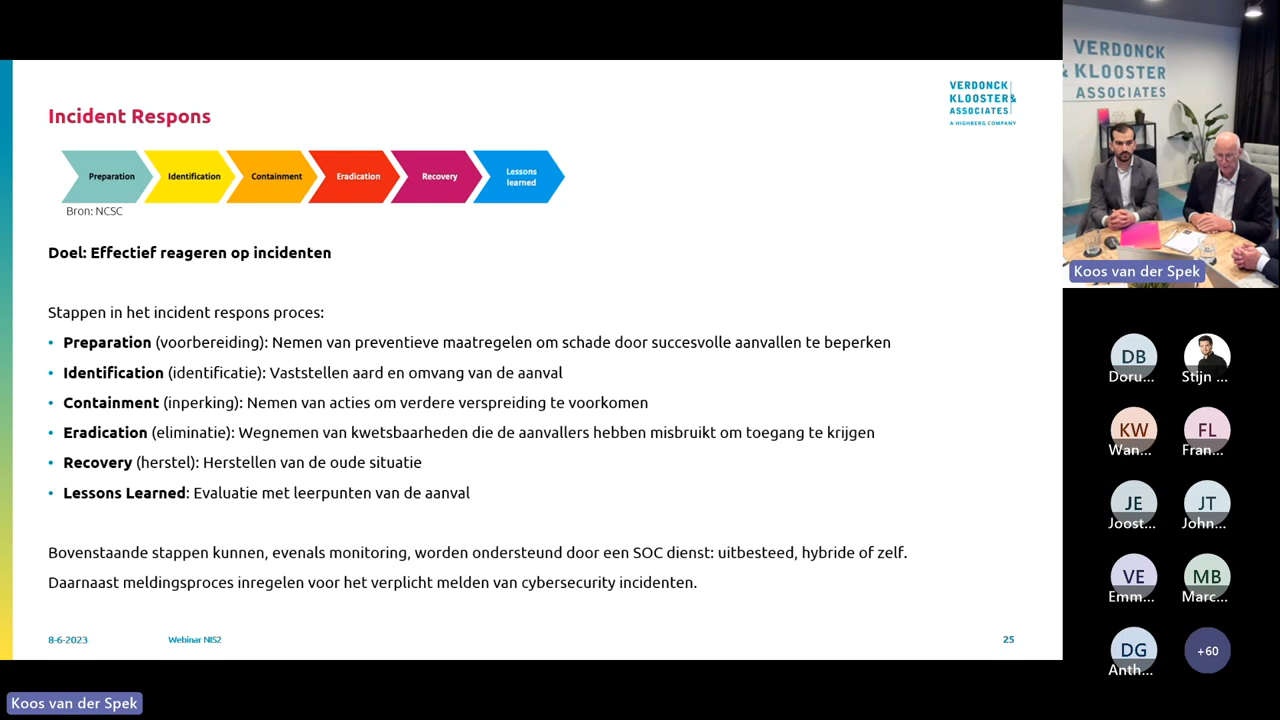 Incident Respons
VERDONCK
KLOOSTER&
ASSOCIATES
A HIGHBERG COMPANY
Preparation
Identification
Containment
Eradication
Recovery
Lessons
learned
Bron: NCSC
Doel: Effectief reageren op incidenten
Stappen in het incident respons proces:
• Preparation (voorbereiding): Nemen van preventieve maatregelen om schade door succesvolle aanvallen te beperken
• Identification (identificatie): Vaststellen aard en omvang van de aanval
• Containment (inperking): Nemen van acties om verdere verspreiding te voorkomen
• Eradication (eliminatie): Wegnemen van kwetsbaarheden die de aanvallers hebben misbruikt om toegang te krijgen
• Recovery (herstel): Herstellen van de oude situatie
• Lessons Learned: Evaluatie met leerpunten van de aanval
Bovenstaande stappen kunnen, evenals monitoring, worden ondersteund door een SOC dienst: uitbesteed, hybride of zelf.
Daarnaast meldingsproces inregelen voor het verplicht melden van cybersecurity incidenten.
8-6-2023
Webinar NIS2
25
Koos van der Spek
VERDONCK
& KLOOSTER
ASSOCIATES
Koos van der Spek
DB
Doru...
Stijn ...
KW
Wan...
FL
Fran...
JE
Joost...
JT
John...
VE
Emm...
MB
Marc...
DG
Anth...
+60